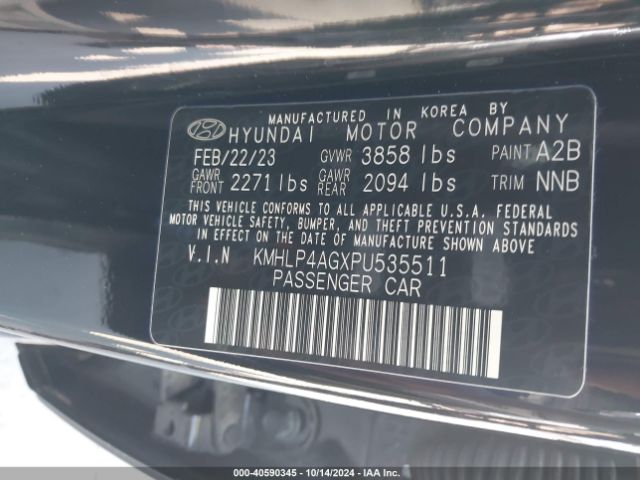 MANUFACTURED IN KOREA BY
HYUNDAI MOTOR COMPANY
FEB/22/23 GVWR 3858 lbs PAINT A2B
GAWR FRONT 2271 lbs GAWR REAR 2094 lbs TRIM NNB
THIS VEHICLE CONFORMS TO ALL APPLICABLE U.S.A. FEDERAL
MOTOR VEHICLE SAFETY, BUMPER, AND THEFT PREVENTION STANDARDS
IN EFFECT ON THE DATE OF MANUFACTURE SHOWN ABOVE
V.I.N KMHLP4AGXPU535511
PASSENGER CAR
000-40590345 - 10/14/2024 - IAA Inc.